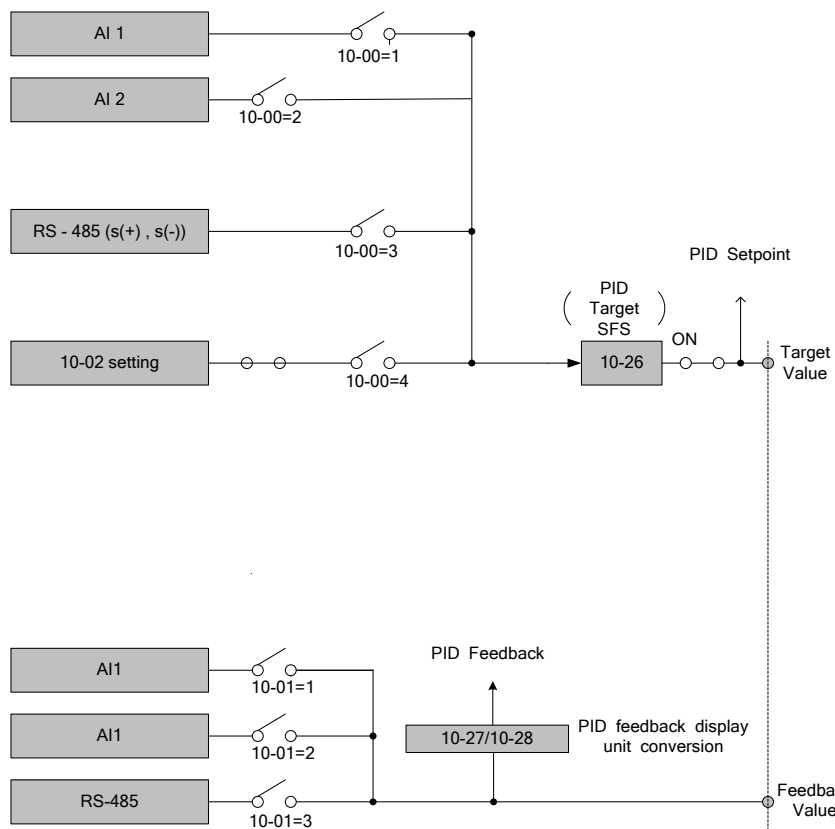 AI 1
10-00=1
AI 2
10-00=2
RS - 485 (s(+) , s(-))
10-00=3
PID Setpoint
( PID
Target
SFS )
10-02 setting
10-00=4
10-26
ON
Target
Value
AI1
10-01=1
PID Feedback
AI1
10-01=2
10-27/10-28
PID feedback display
unit conversion
RS-485
10-01=3
Feedba
Value